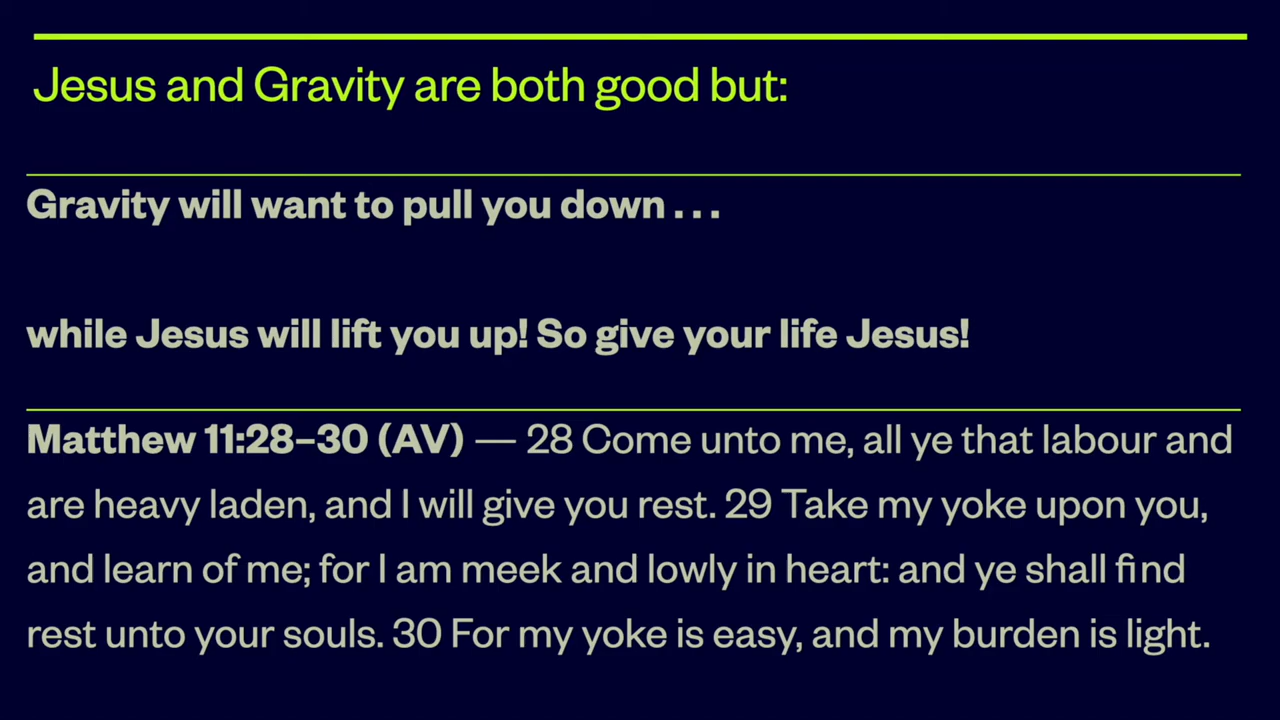 Jesus and Gravity are both good but:
Gravity will want to pull you down . . .
while Jesus will lift you up! So give your life Jesus!
Matthew 11:28–30 (AV) — 28 Come unto me, all ye that labour and
are heavy laden, and I will give you rest. 29 Take my yoke upon you,
and learn of me; for I am meek and lowly in heart: and ye shall find
rest unto your souls. 30 For my yoke is easy, and my burden is light.